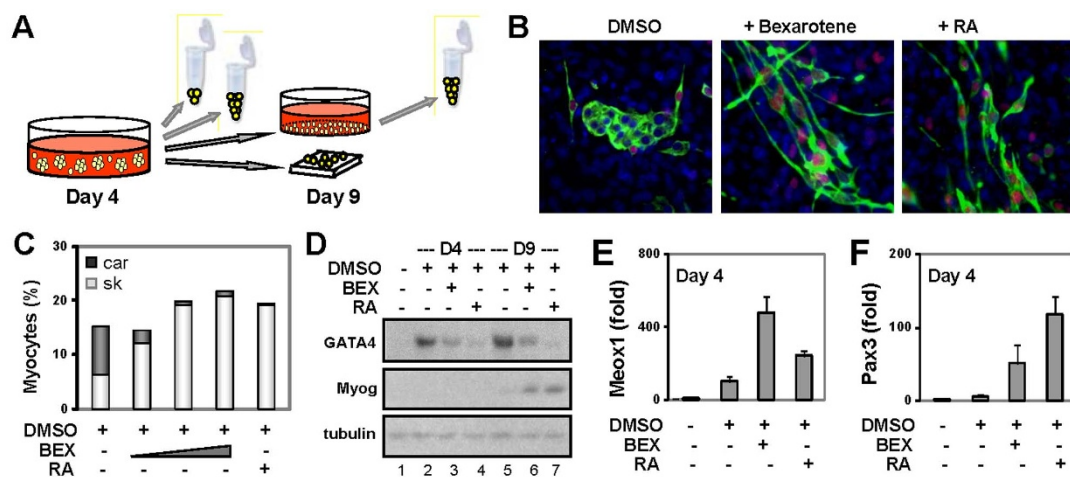 A
Day 4
Day 9
B
DMSO
+ Bexarotene
+ RA
C
Myocytes (%)
30
20
10
0
car
sk
DMSO + + + + +
BEX - -
RA - - - - +
D
--- D4 --- D9 ---
DMSO - + + + + + +
BEX + +
RA + +
GATA4
Myog
tubulin
1 2 3 4 5 6 7
E
Day 4
Meox1 (fold)
800
400
0
DMSO - + + +
BEX - - + -
RA - - - +
F
Day 4
Pax3 (fold)
200
100
0
DMSO - + + +
BEX - - + -
RA - - - +